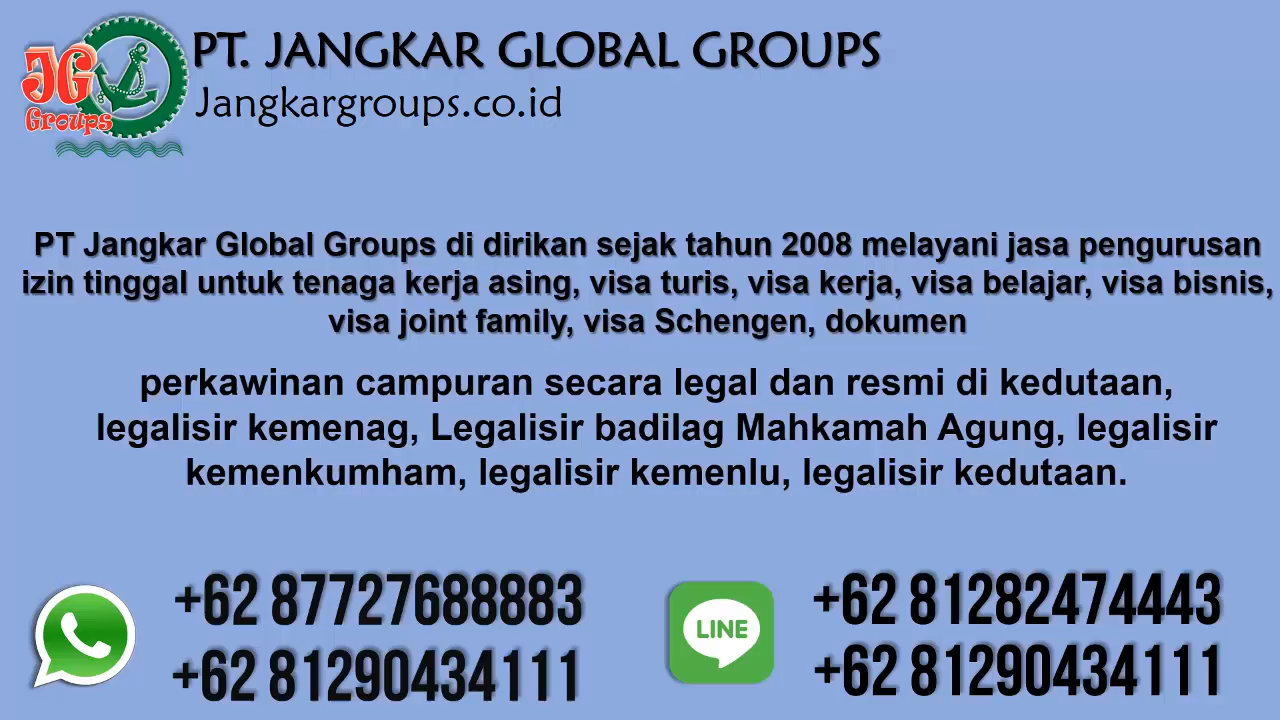 JG
Groups
PT. JANGKAR GLOBAL GROUPS
Jangkargroups.co.id
PT Jangkar Global Groups di dirikan sejak tahun 2008 melayani jasa pengurusan
izin tinggal untuk tenaga kerja asing, visa turis, visa kerja, visa belajar, visa bisnis,
visa joint family, visa Schengen, dokumen
perkawinan campuran secara legal dan resmi di kedutaan,
legalisir kemenag, Legalisir badilag Mahkamah Agung, legalisir
kemenkumham, legalisir kemenlu, legalisir kedutaan.
+62 87727688883
+62 81290434111
LINE
+62 81282474443
+62 81290434111